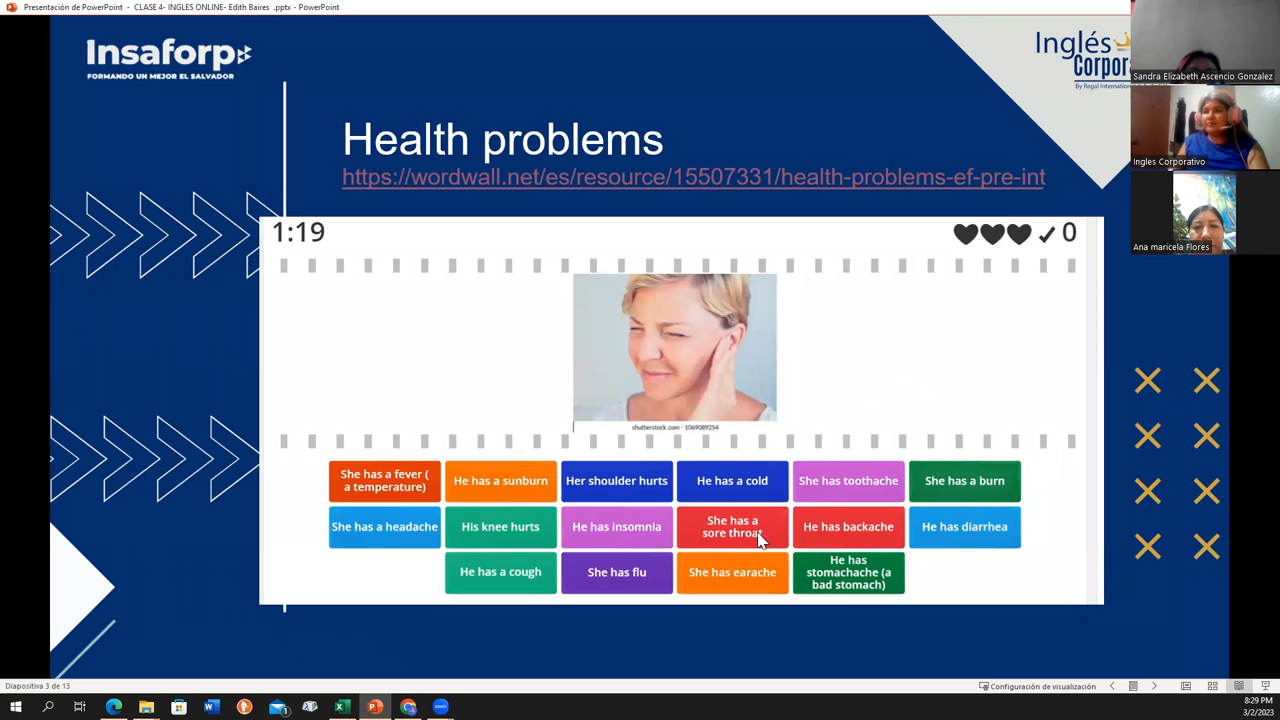 Presentación de PowerPoint - CLASE 4- INGLES ONLINE- Edith Baires .pptx - PowerPoint
Insaforp
FORMANDO UN MEJOR EL SALVADOR
Inglés
Corpor
By Regal Internation
Sandra Elizabeth Ascencio Gonzalez
Ingles Corporativo
Ana maricela Flores
Health problems
https://wordwall.net/es/resource/15507331/health-problems-ef-pre-int
1:19
✓ 0
shutterstock.com - 1069089254
She has a fever (
a temperature)
He has a sunburn
Her shoulder hurts
He has a cold
She has toothache
She has a burn
She has a headache
His knee hurts
He has insomnia
She has a
sore throat
He has backache
He has diarrhea
He has a cough
She has flu
She has earache
He has
stomachache (a
bad stomach)
Diapositiva 3 de 13
Configuración de visualización
8:29 PM
3/2/2023